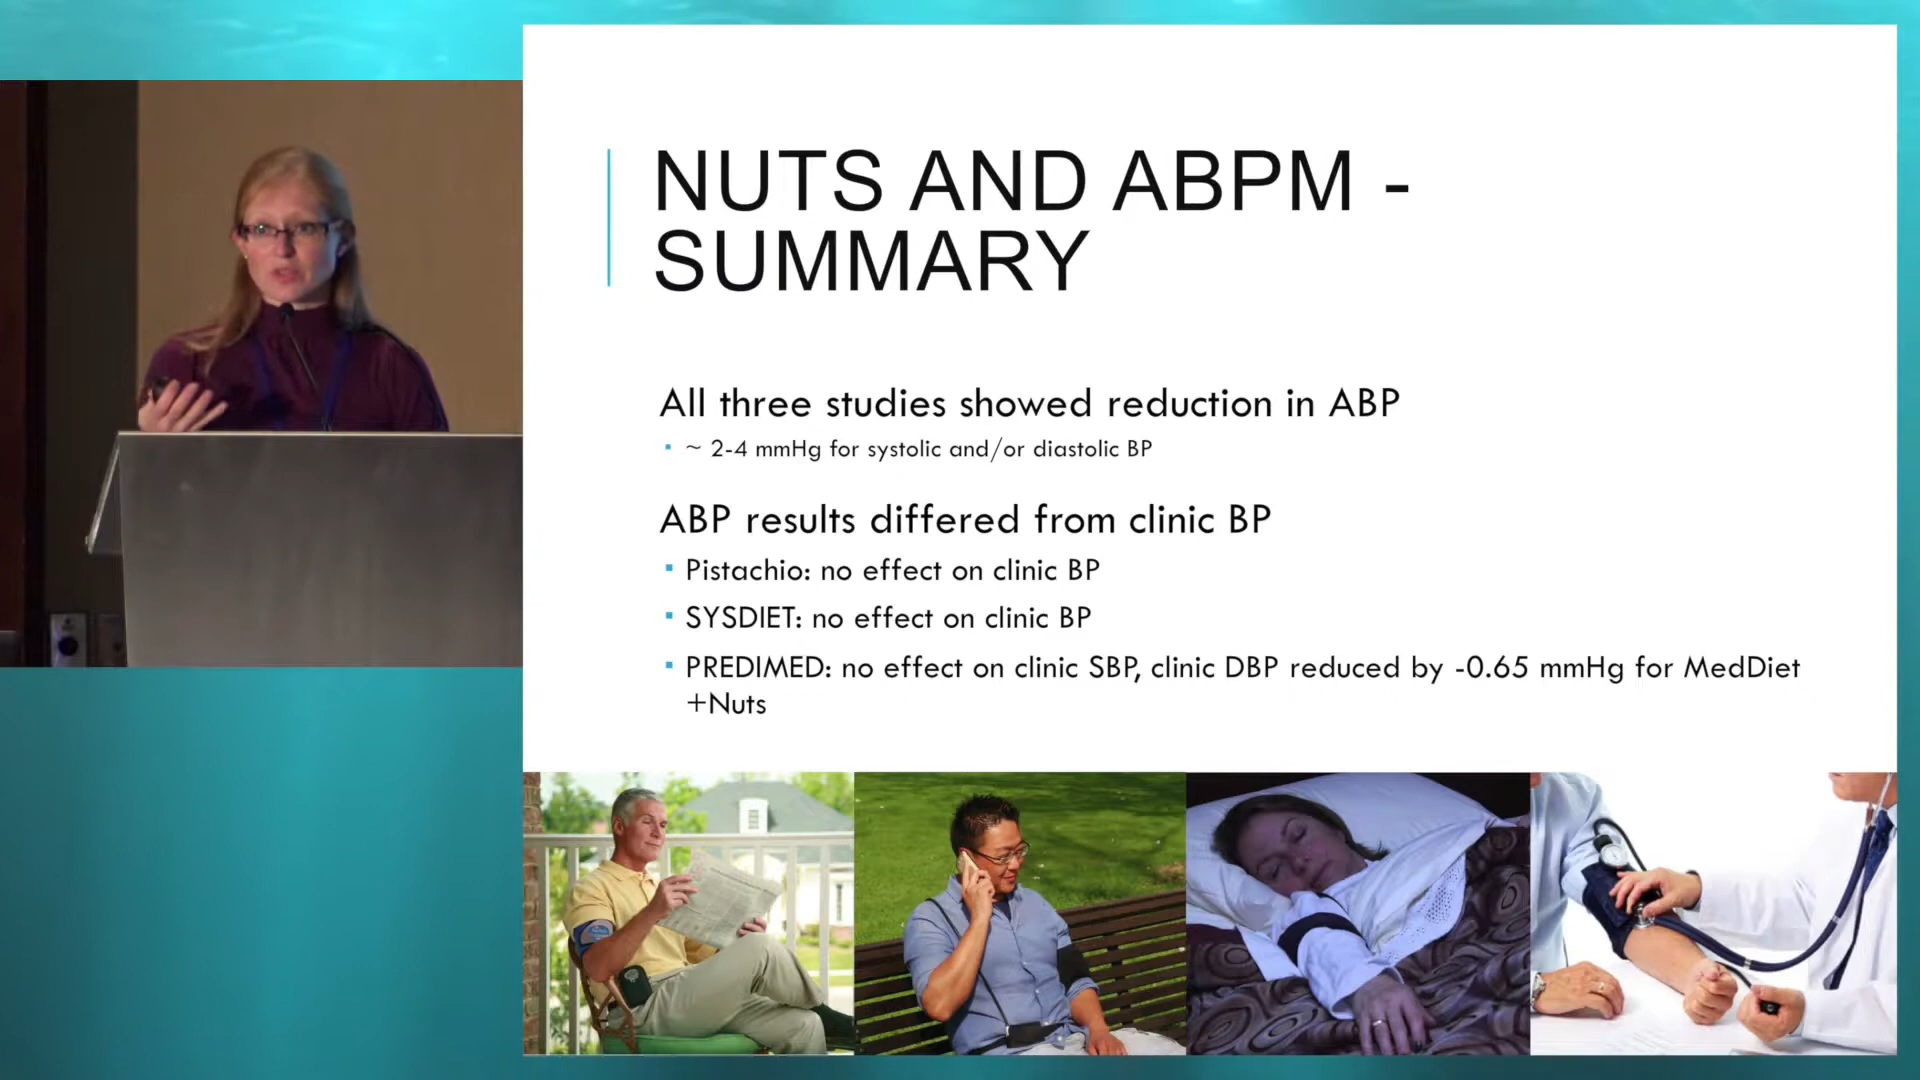 NUTS AND ABPM -
SUMMARY
All three studies showed reduction in ABP
~ 2-4 mmHg for systolic and/or diastolic BP
ABP results differed from clinic BP
Pistachio: no effect on clinic BP
SYSDIET: no effect on clinic BP
PREDIMED: no effect on clinic SBP, clinic DBP reduced by -0.65 mmHg for MedDiet
+Nuts